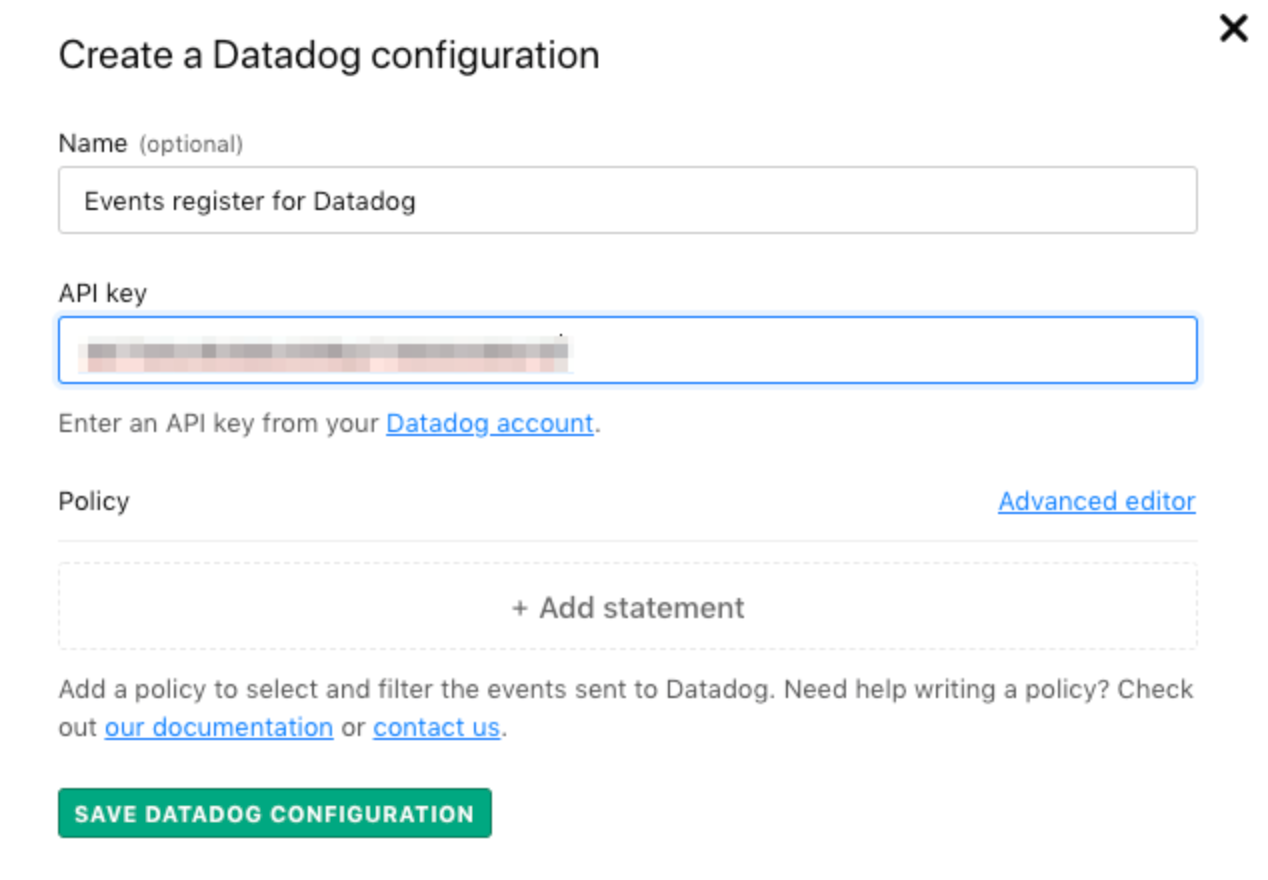 Create a Datadog configuration
Name (optional)
Events register for Datadog
API key
Enter an API key from your Datadog account.
Policy
Advanced editor
+ Add statement
Add a policy to select and filter the events sent to Datadog. Need help writing a policy? Check
out our documentation or contact us.
SAVE DATADOG CONFIGURATION